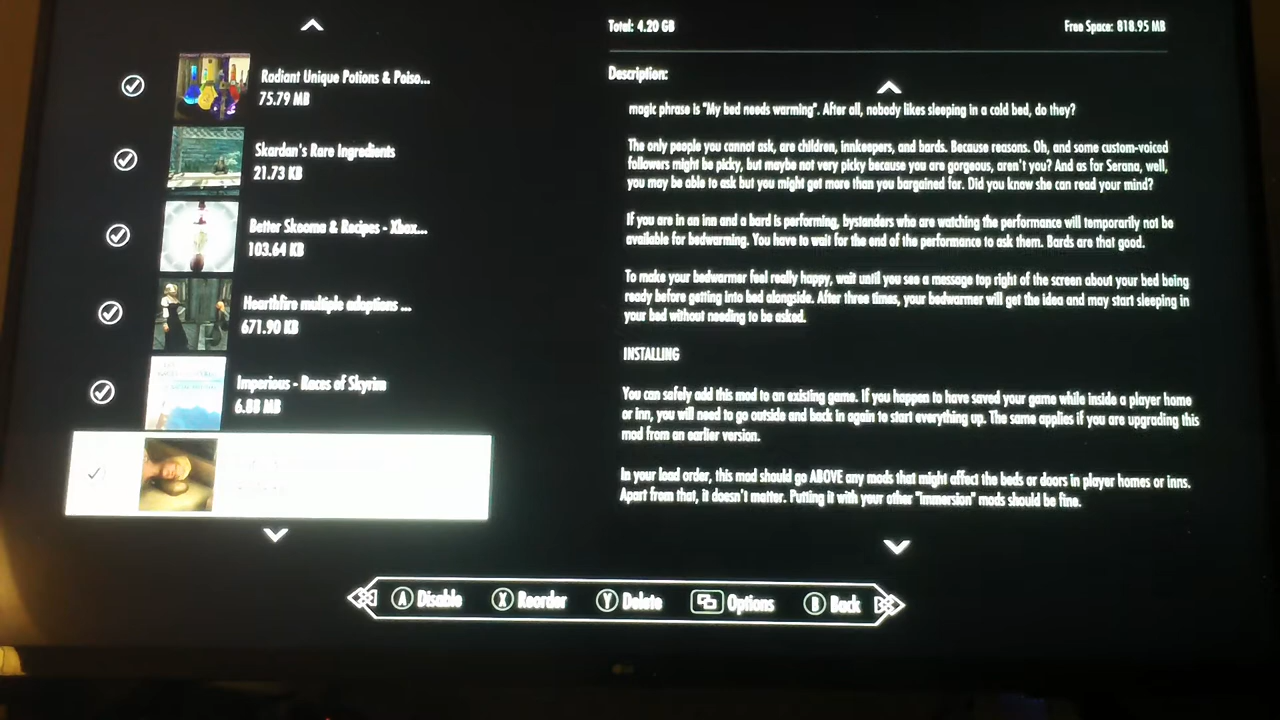 Total: 4.20 GB
Free Space: 818.95 MB
Radiant Unique Potions & Poiso...
75.79 MB
Skardan's Rare Ingredients
21.73 KB
Better Skooma & Recipes - Xbox...
103.64 KB
Hearthfire multiple adoptions ...
671.90 KB
Imperious - Races of Skyrim
6.88 MB
Description:
magic phrase is "My bed needs warming". After all, nobody likes sleeping in a cold bed, do they?
The only people you cannot ask, are children, innkeepers, and bards. Because reasons. Oh, and some custom-voiced
followers might be picky, but maybe not very picky because you are gorgeous, aren't you? And as for Serana, well,
you may be able to ask but you might get more than you bargained for. Did you know she can read your mind?
If you are in an inn and a bard is performing, bystanders who are watching the performance will temporarily not be
available for bedwarming. You have to wait for the end of the performance to ask them. Bards are that good.
To make your bedwarmer feel really happy, wait until you see a message top right of the screen about your bed being
ready before getting into bed alongside. After three times, your bedwarmer will get the idea and may start sleeping in
your bed without needing to be asked.
INSTALLING
You can safely add this mod to an existing game. If you happen to have saved your game while inside a player home
or inn, you will need to go outside and back in again to start everything up. The same applies if you are upgrading this
mod from an earlier version.
In your load order, this mod should go ABOVE any mods that might affect the beds or doors in player homes or inns.
Apart from that, it doesn't matter. Putting it with your other "immersion" mods should be fine.
A Disable X Reorder Y Delete Options B Back
LG